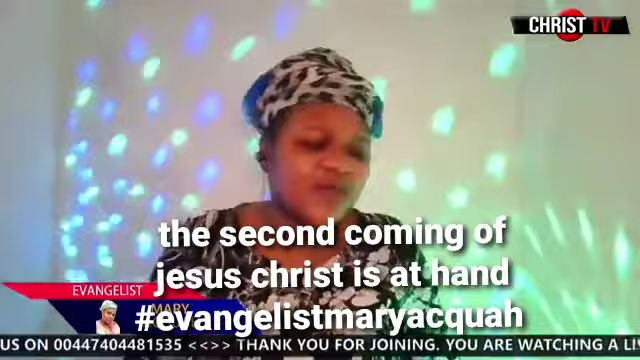 CHRIST TV
the second coming of
jesus christ is at hand
EVANGELIST
MARY
#evangelistmaryacquah
US ON 00447404481535 <<-->> THANK YOU FOR JOINING. YOU ARE WATCHING A LI